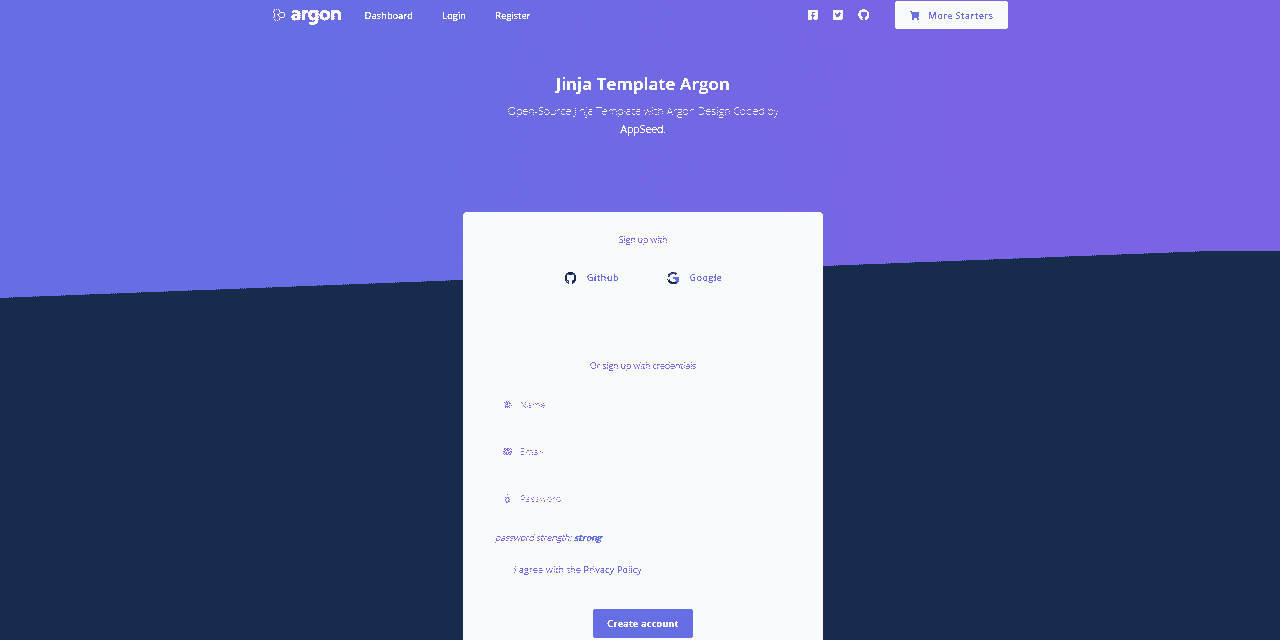 argon
Dashboard
Login
Register
More Starters
Jinja Template Argon
Open-Source Jinja Template with Argon Design Coded by
AppSeed.
Sign up with
Github
Google
Or sign up with credentials
Name
Email
Password
password strength: strong
I agree with the Privacy Policy
Create account